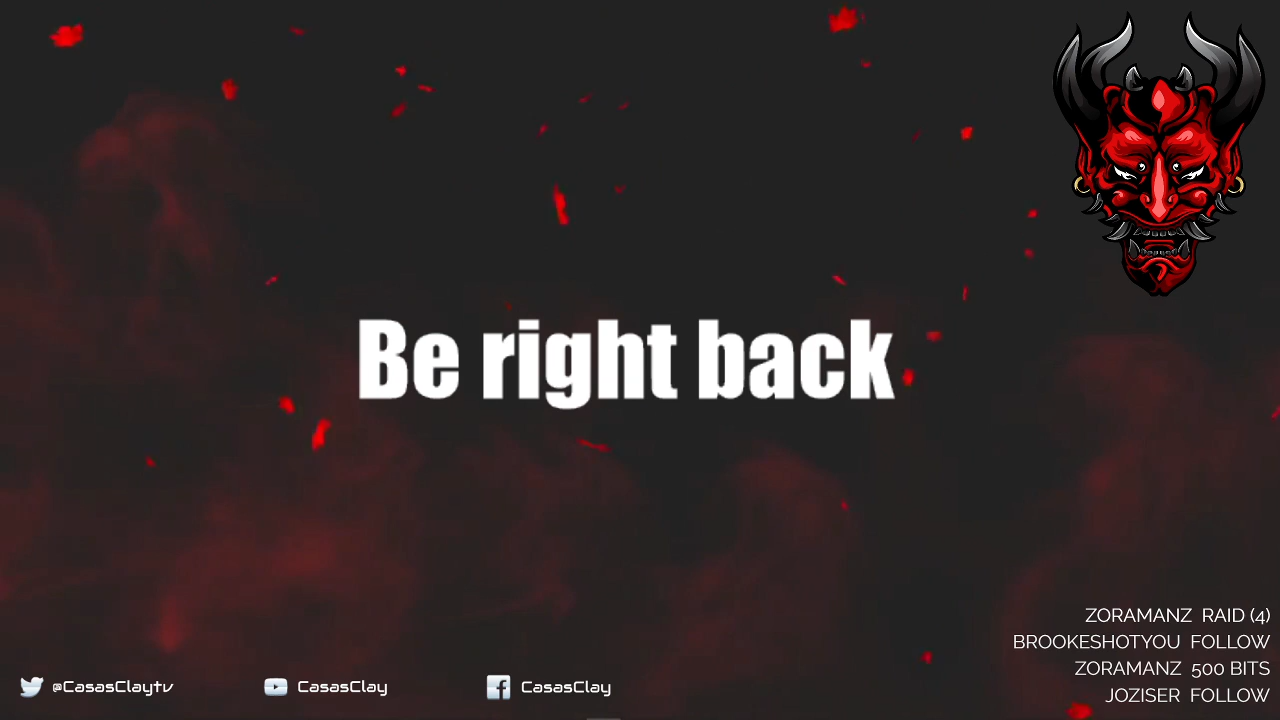 Be right back
ZORAMANZ RAID (4)
BROOKESHOTYOU FOLLOW
ZORAMANZ 500 BITS
JOZISER FOLLOW
@CasasClaytv CasasClay CasasClay